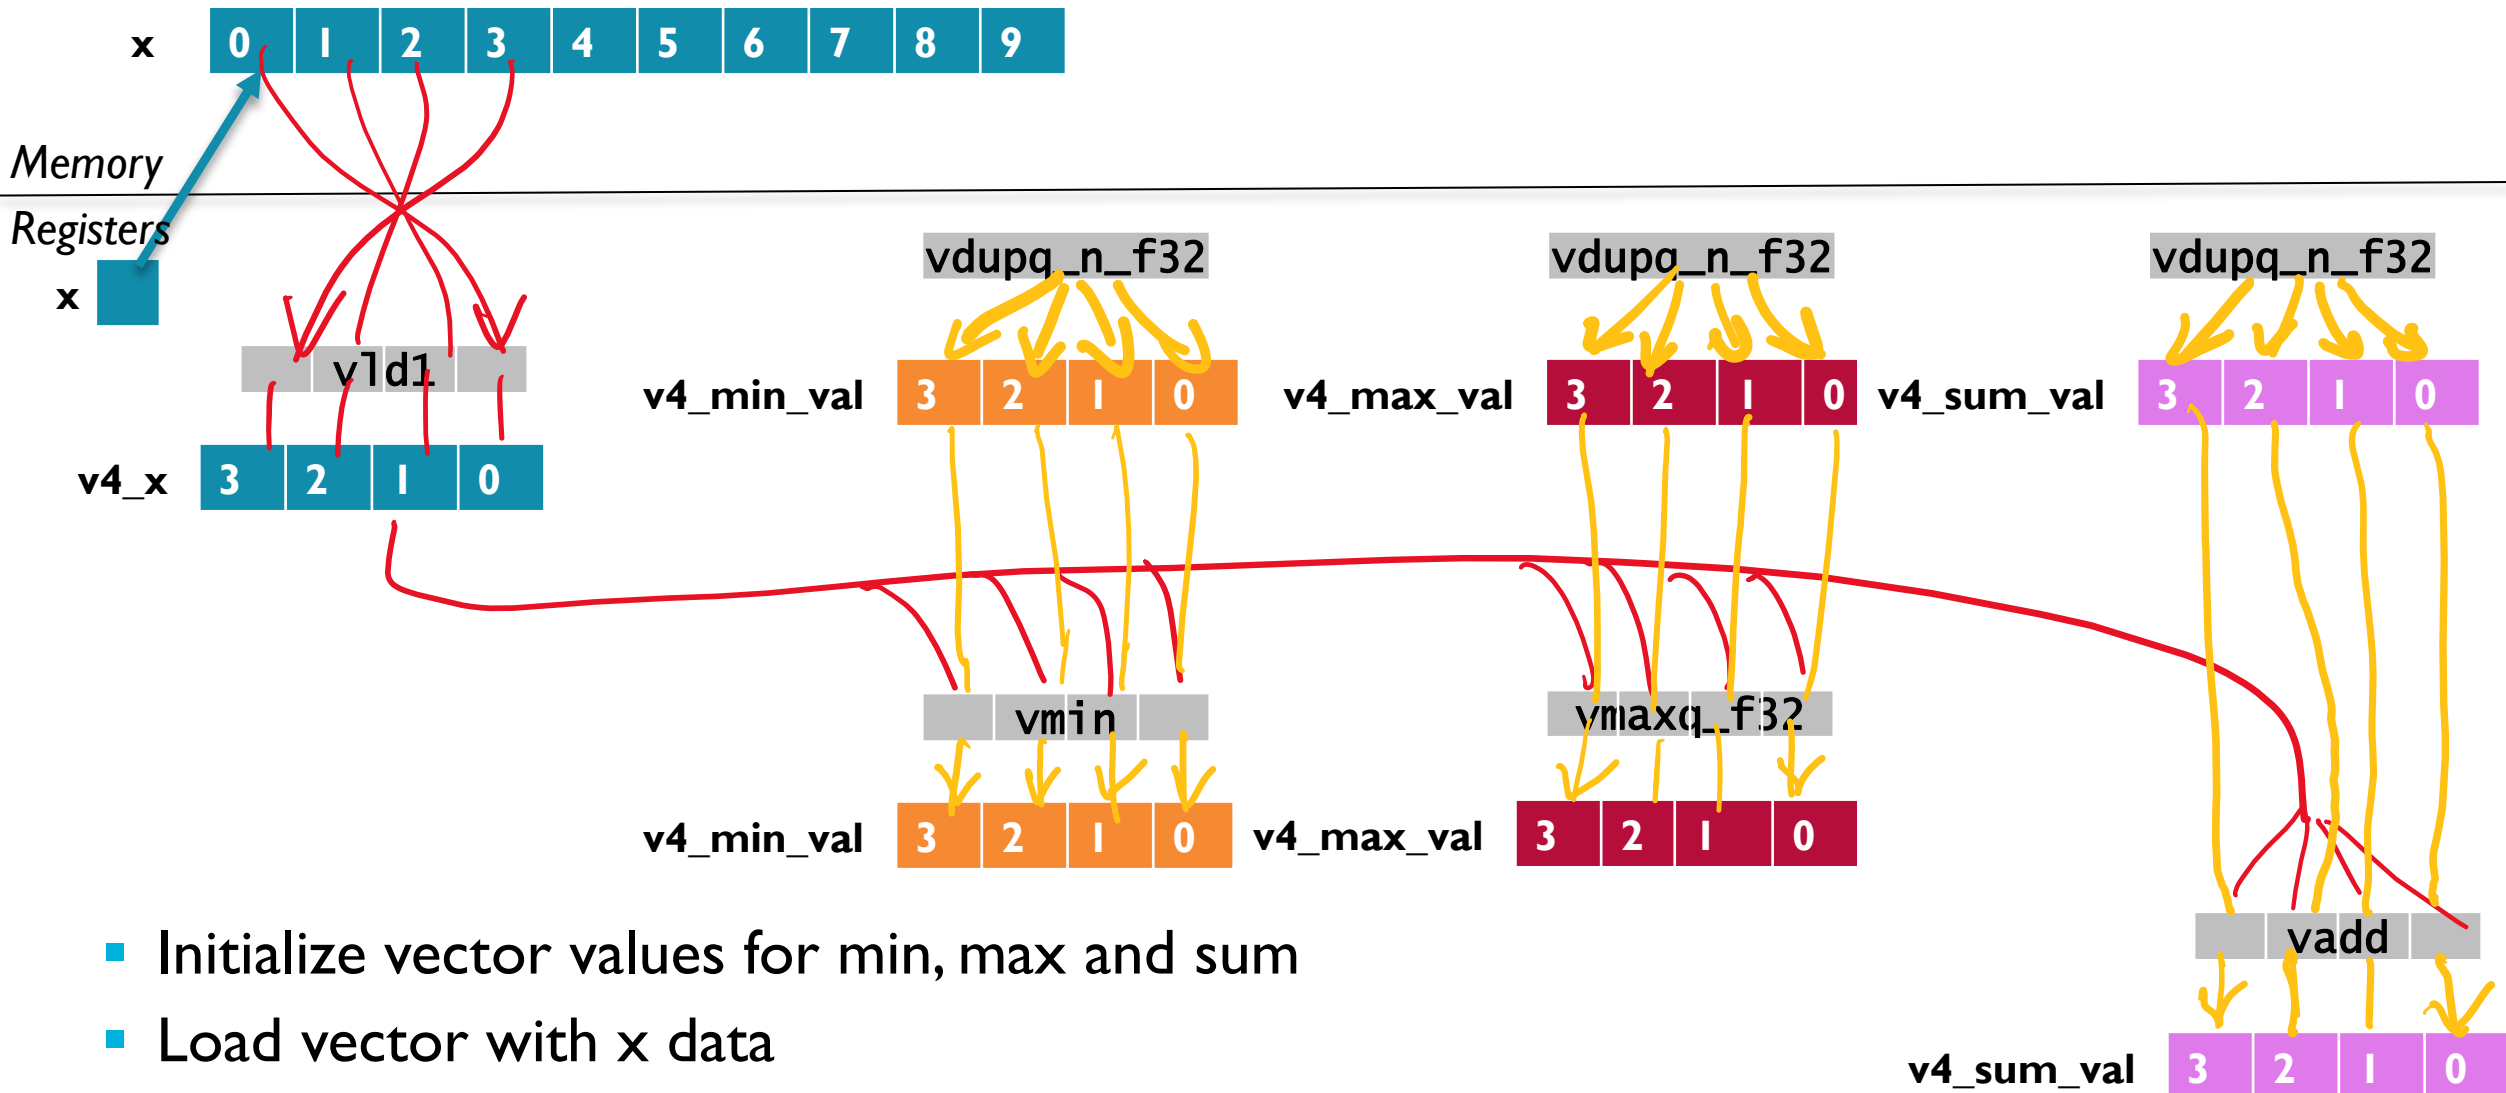 x 0 1 2 3 4 5 6 7 8 9
Memory
Registers
x
vdupq_n_f32 vdupq_n_f32 vdupq_n_f32
vld1
v4_min_val 3 2 1 0 v4_max_val 3 2 1 0 v4_sum_val 3 2 1 0
v4_x 3 2 1 0
vmin vmaxq_f32
v4_min_val 3 2 1 0 v4_max_val 3 2 1 0
vadd
Initialize vector values for min, max and sum
Load vector with x data
v4_sum_val 3 2 1 0